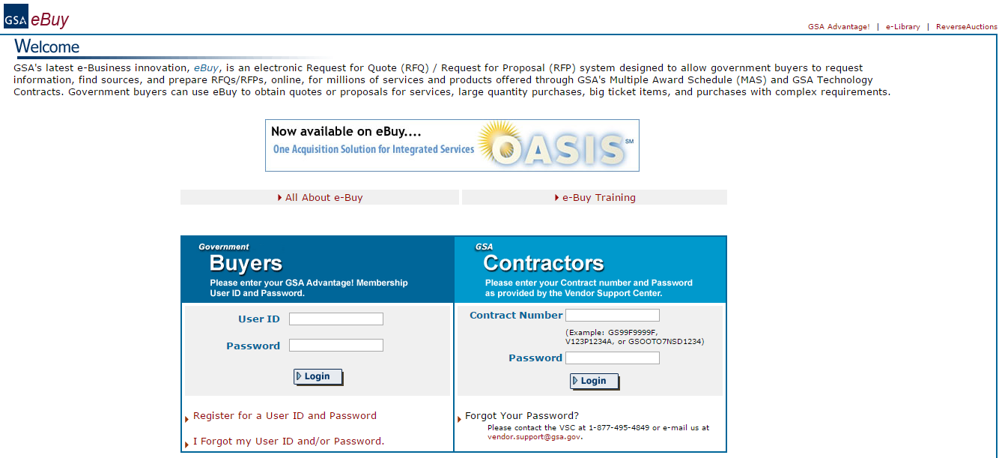 GSA eBuy
GSA Advantage! | e-Library | ReverseAuctions
Welcome
GSA's latest e-Business innovation, eBuy, is an electronic Request for Quote (RFQ) / Request for Proposal (RFP) system designed to allow government buyers to request
information, find sources, and prepare RFQs/RFPs, online, for millions of services and products offered through GSA's Multiple Award Schedule (MAS) and GSA Technology
Contracts. Government buyers can use eBuy to obtain quotes or proposals for services, large quantity purchases, big ticket items, and purchases with complex requirements.
Now available on eBuy....
One Acquisition Solution for Integrated Services
OASIS SM
All About e-Buy
e-Buy Training
Government
Buyers
Please enter your GSA Advantage! Membership
User ID and Password.
User ID
Password
Login
Register for a User ID and Password
I Forgot my User ID and/or Password.
GSA
Contractors
Please enter your Contract number and Password
as provided by the Vendor Support Center.
Contract Number
(Example: GS99F9999F,
V123P1234A, or GSOOTO7NSD1234)
Password
Login
Forgot Your Password?
Please contact the VSC at 1-877-495-4849 or e-mail us at
vendor.support@gsa.gov.